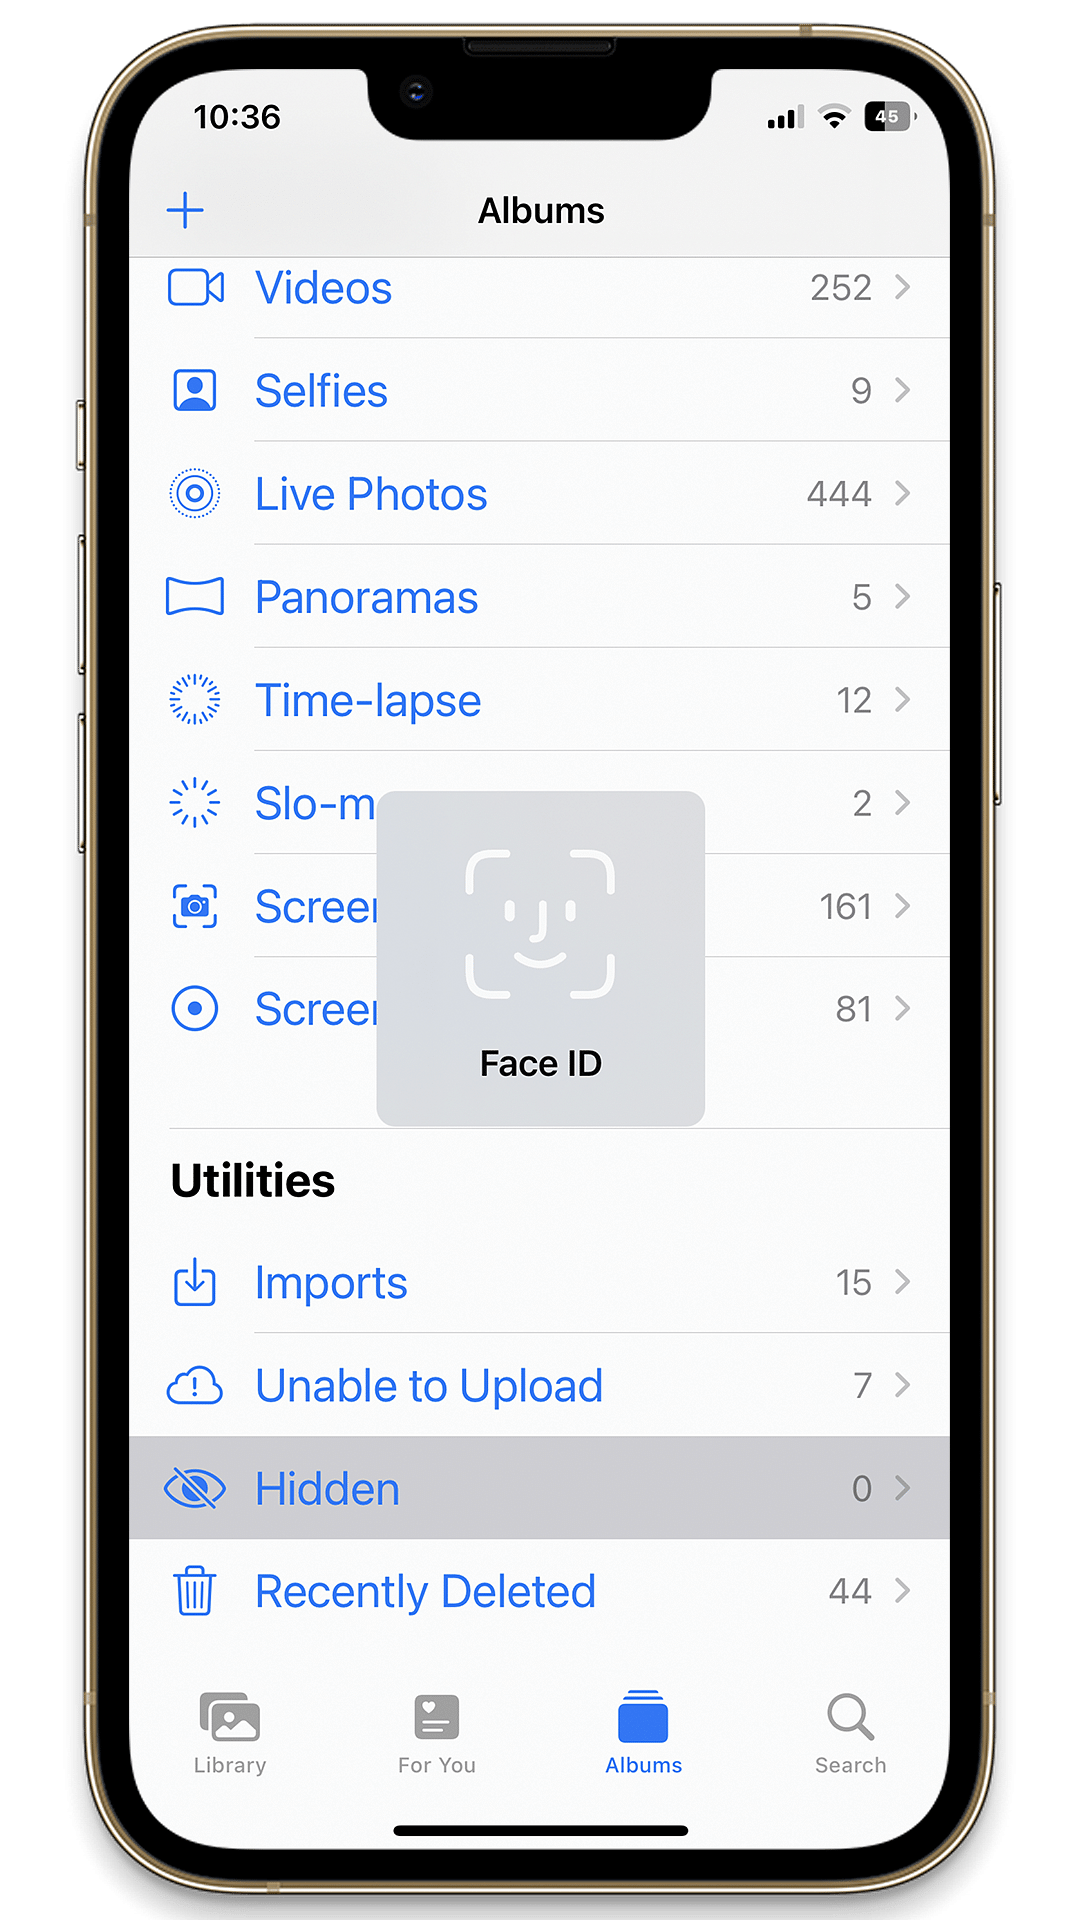 10:36
45
Albums
Videos 252
Selfies 9
Live Photos 444
Panoramas 5
Time-lapse 12
Slo-m 2
Screen 161
Screen 81
Face ID
Utilities
Imports 15
Unable to Upload 7
Hidden 0
Recently Deleted 44
Library For You Albums Search